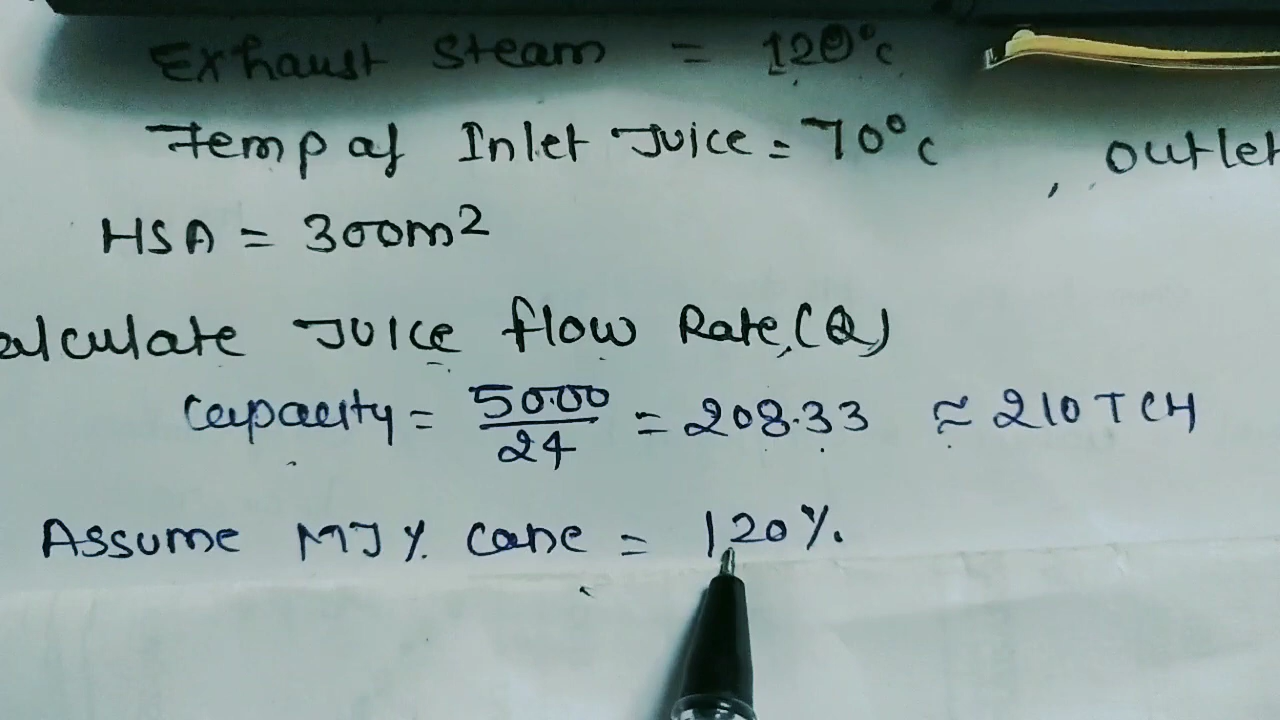 Exhaust Steam = 120°c
Temp of Inlet Juice = 70°c , outlet
HSA = 300m2
alculate Juice flow Rate,(Q)
Capacity = 5000/24 = 208.33 ≈ 210 TCH
Assume MJ% Cane = 120%.